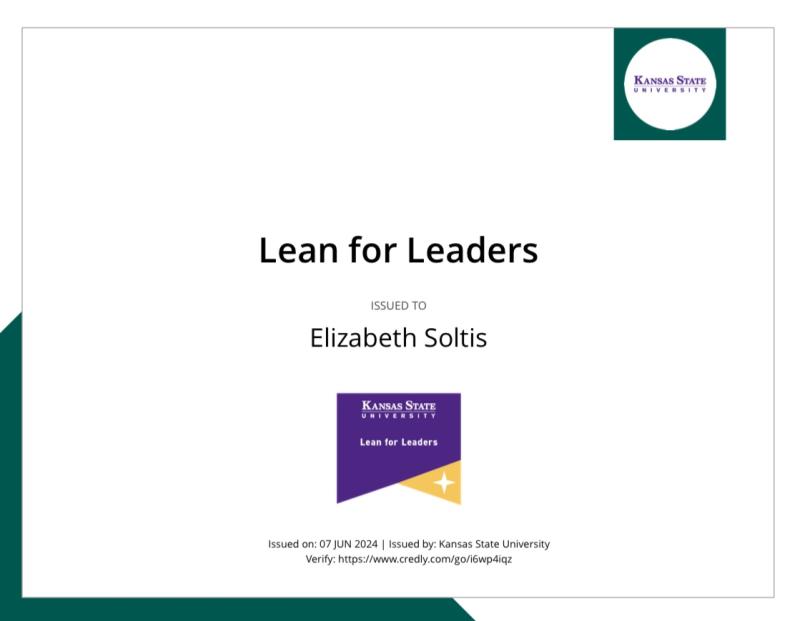 KANSAS STATE
UNIVERSITY
Lean for Leaders
ISSUED TO
Elizabeth Soltis
KANSAS STATE
UNIVERSITY
Lean for Leaders
Issued on: 07 JUN 2024 | Issued by: Kansas State University
Verify: https://www.credly.com/go/i6wp4iqz